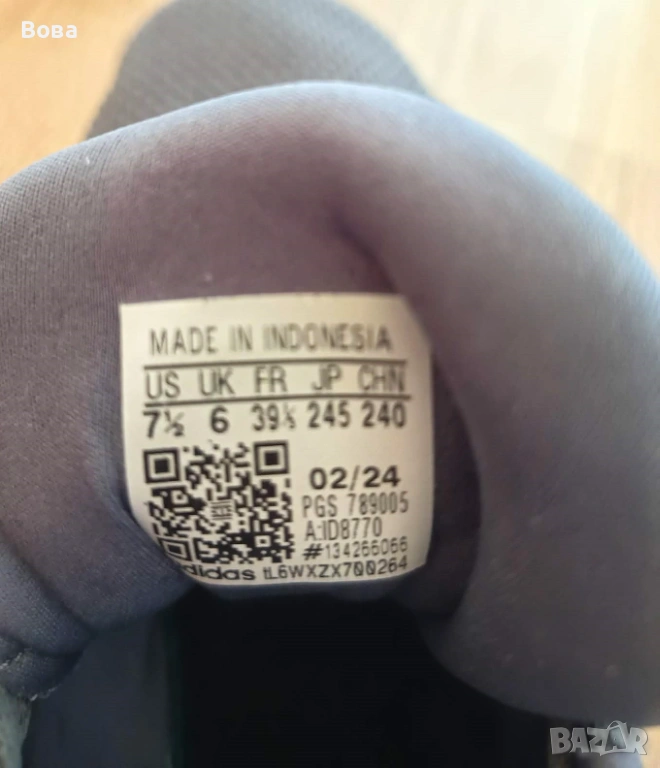 Вова
MADE IN INDONESIA
US UK FR JP CHN
7½ 6 39⅓ 245 240
02/24
PGS 789005
A:ID8770
#134266066
adidas tL6WXZX700264
BAZAR